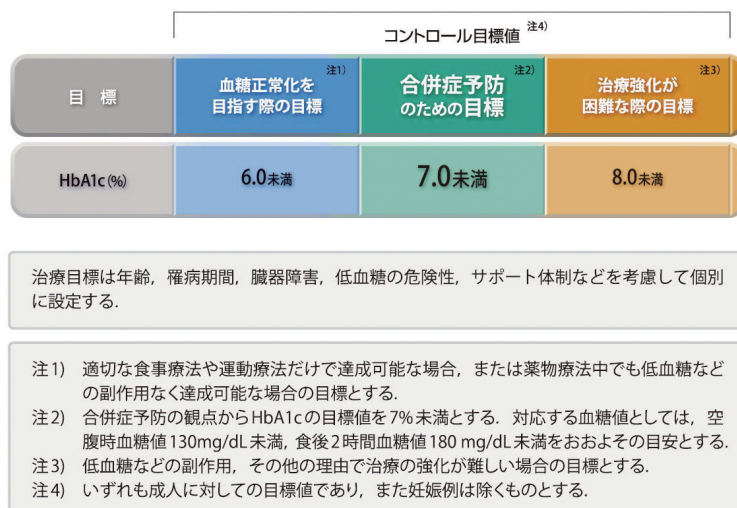 コントロール目標値 注4)
目 標
血糖正常化を 注1)
目指す際の目標
合併症予防 注2)
のための目標
治療強化が 注3)
困難な際の目標
HbA1c(%)
6.0未満
7.0未満
8.0未満
治療目標は年齢，罹病期間，臓器障害，低血糖の危険性，サポート体制などを考慮して個別
に設定する．
注1) 適切な食事療法や運動療法だけで達成可能な場合，または薬物療法中でも低血糖など
の副作用なく達成可能な場合の目標とする．
注2) 合併症予防の観点からHbA1cの目標値を7%未満とする．対応する血糖値としては，空
腹時血糖値130mg/dL未満，食後2時間血糖値180 mg/dL未満をおおよその目安とする．
注3) 低血糖などの副作用，その他の理由で治療の強化が難しい場合の目標とする．
注4) いずれも成人に対しての目標値であり，また妊娠例は除くものとする．